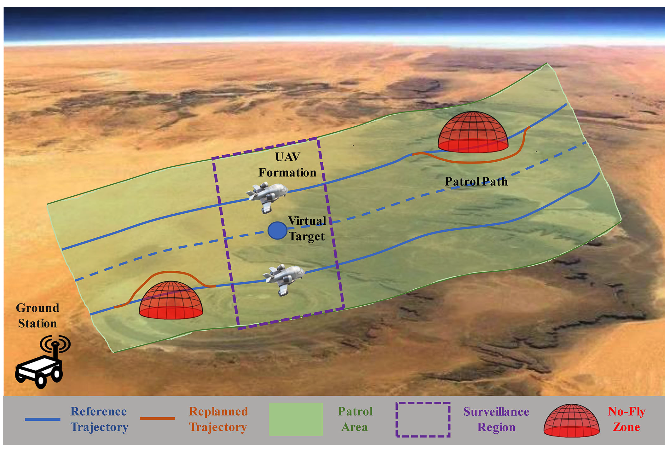 UAV
Formation
Patrol Path
Virtual
Target
Ground
Station
Reference
Trajectory
Replanned
Trajectory
Patrol
Area
Surveillance
Region
No-Fly
Zone